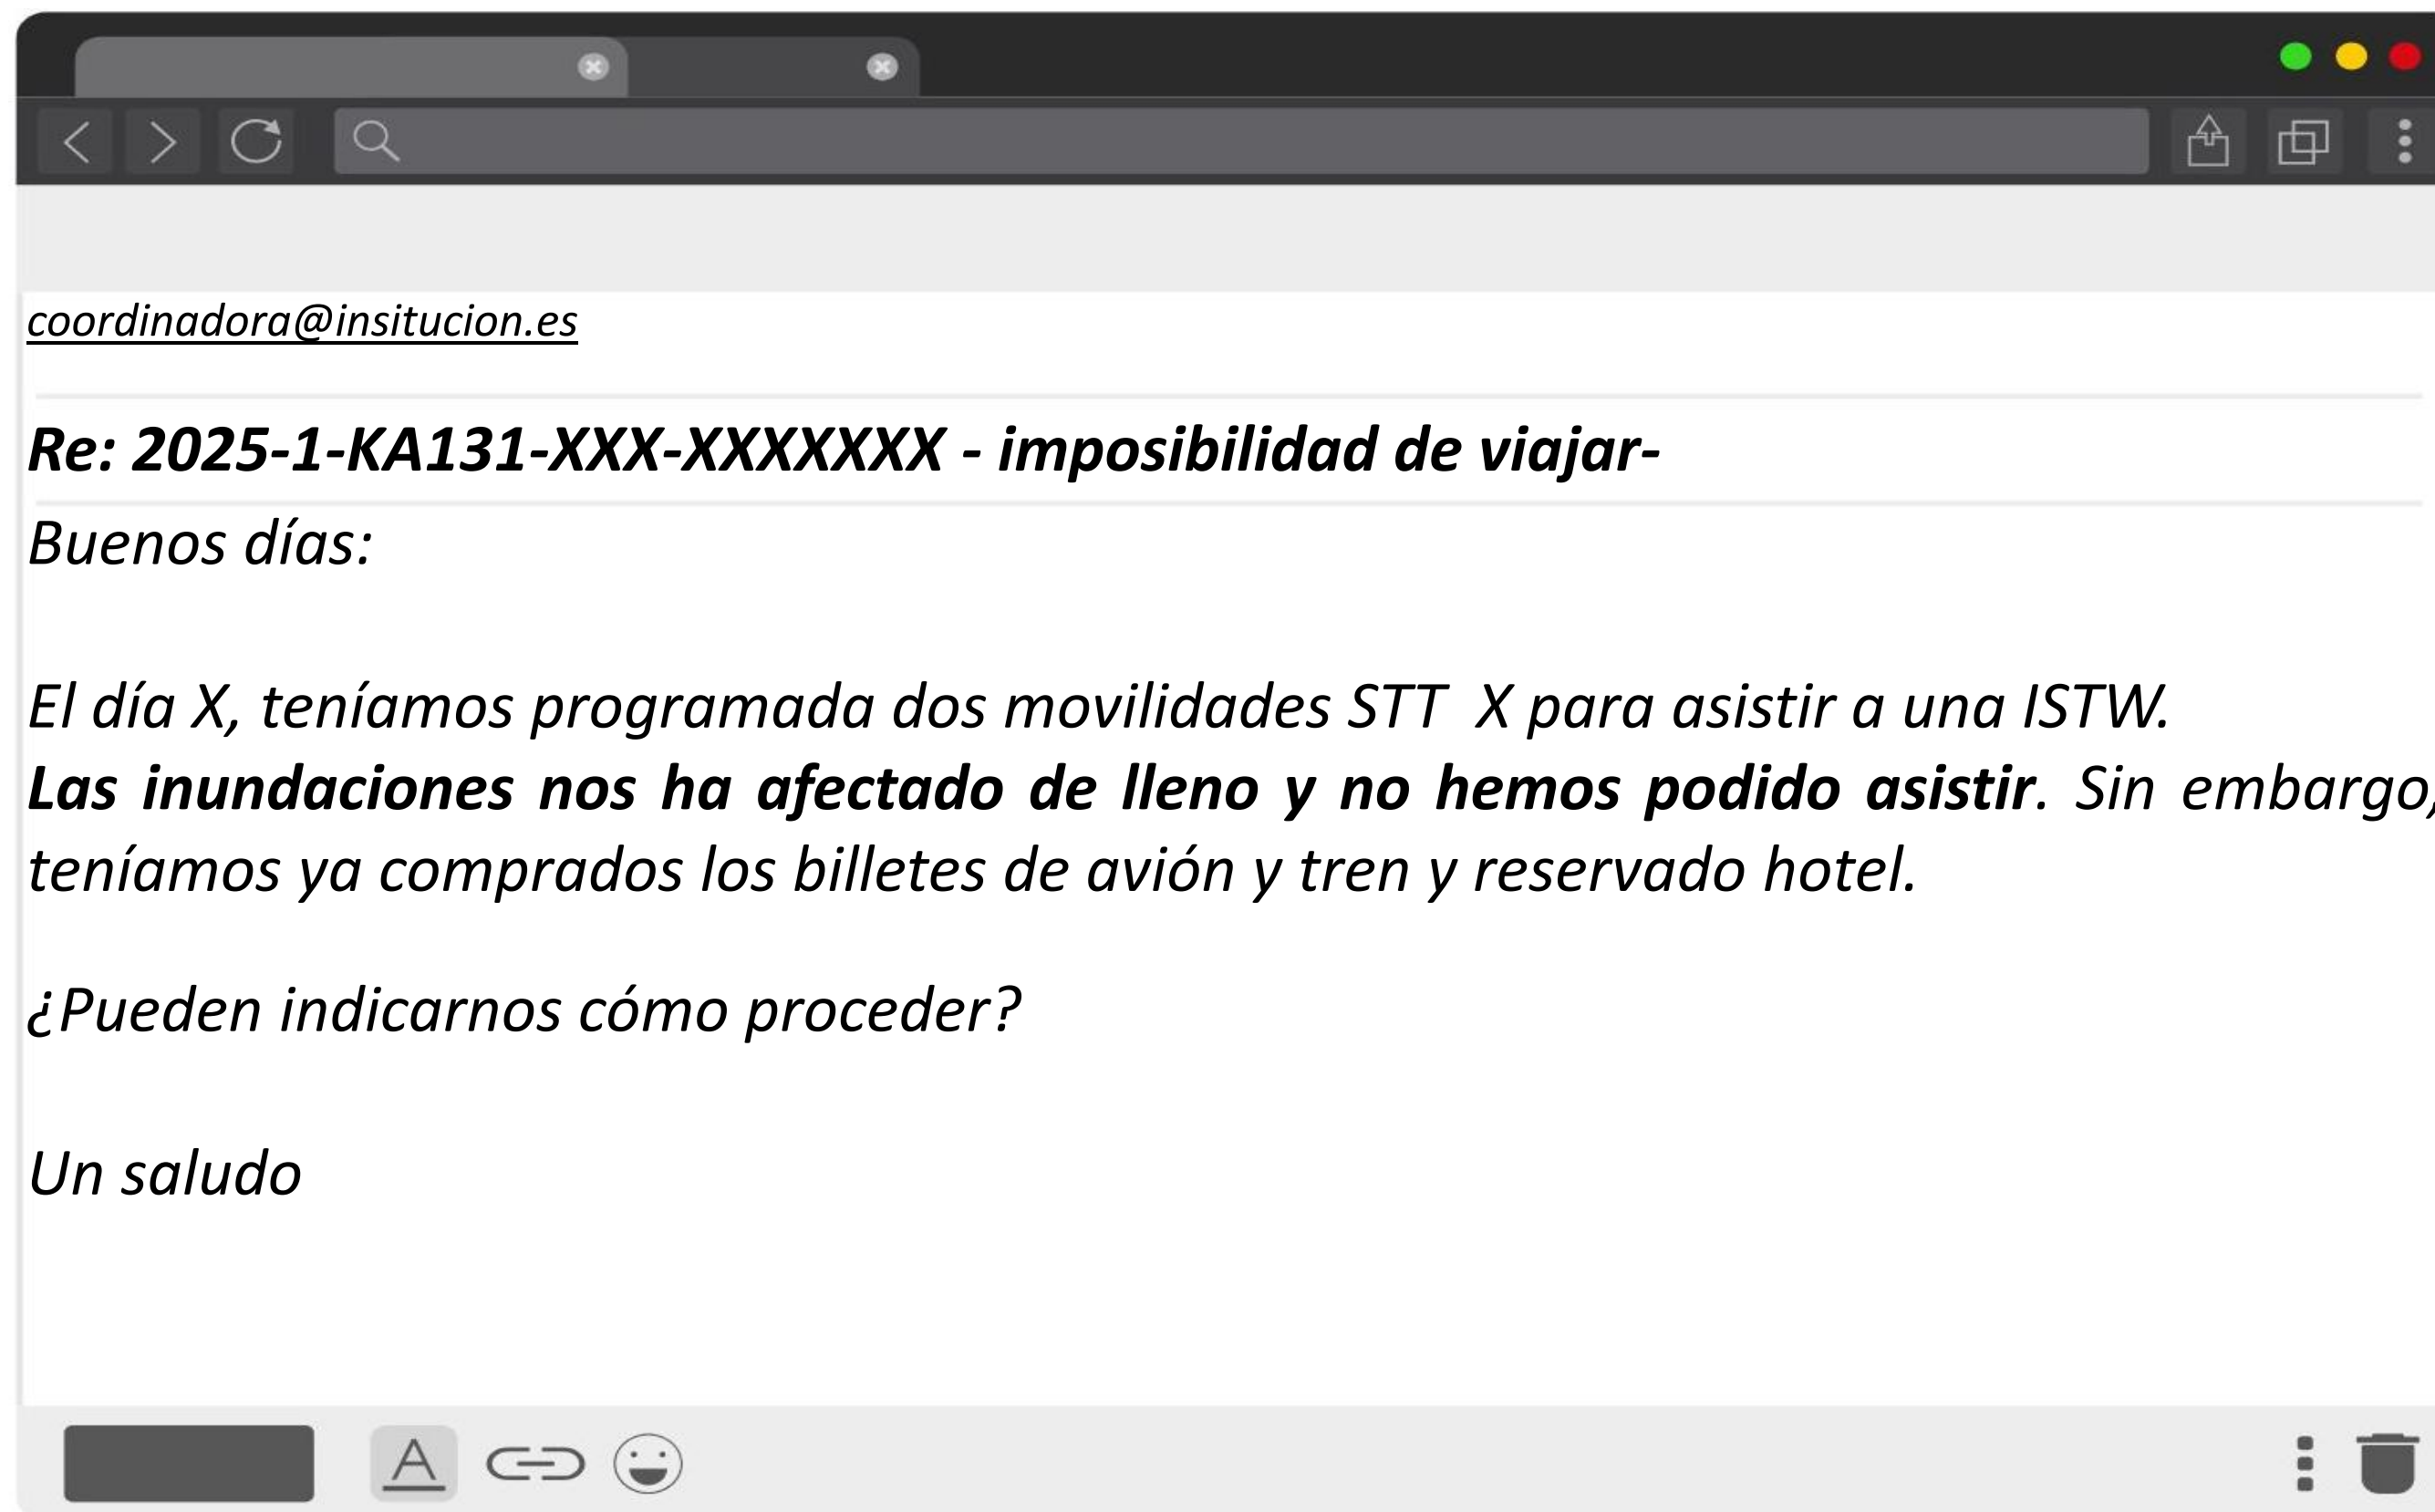 coordinadora@insitucion.es
Re: 2025-1-KA131-XXX-XXXXXXX - imposibilidad de viajar-
Buenos días:
El día X, teníamos programada dos movilidades STT  X para asistir a una ISTW.
Las inundaciones nos ha afectado de lleno y no hemos podido asistir. Sin embargo,
teníamos ya comprados los billetes de avión y tren y reservado hotel.
¿Pueden indicarnos cómo proceder?
Un saludo
A